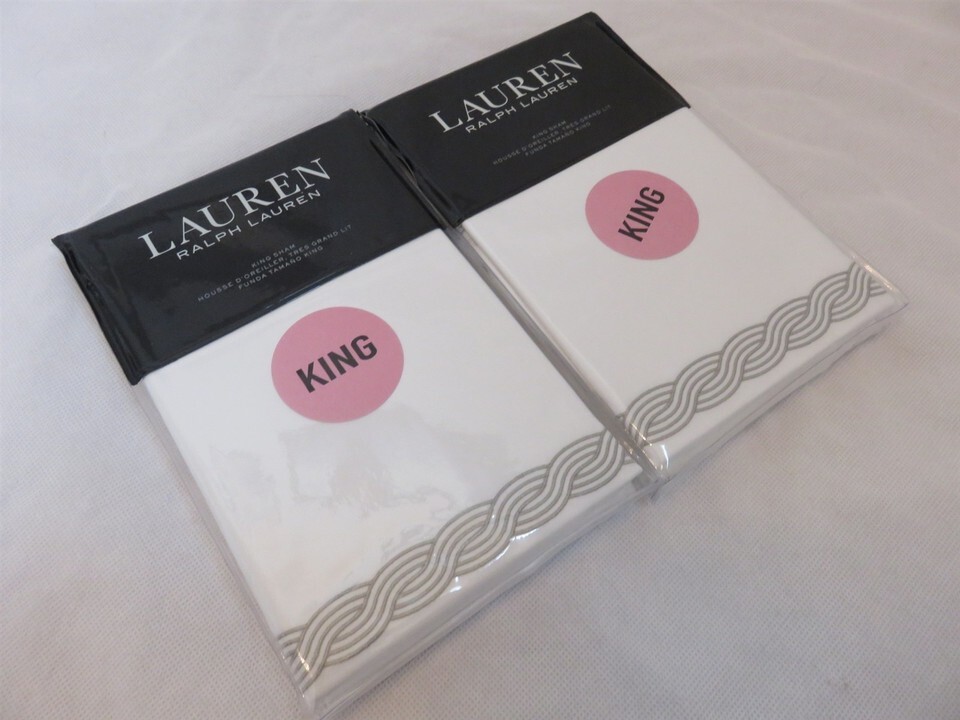 LAUREN
RALPH LAUREN
KING SHAM
HOUSSE D'OREILLER, TRÈS GRAND LIT
FUNDA TAMAÑO KING
KING
LAUREN
RALPH LAUREN
KING SHAM
HOUSSE D'OREILLER, TRÈS GRAND LIT
FUNDA TAMAÑO KING
KING